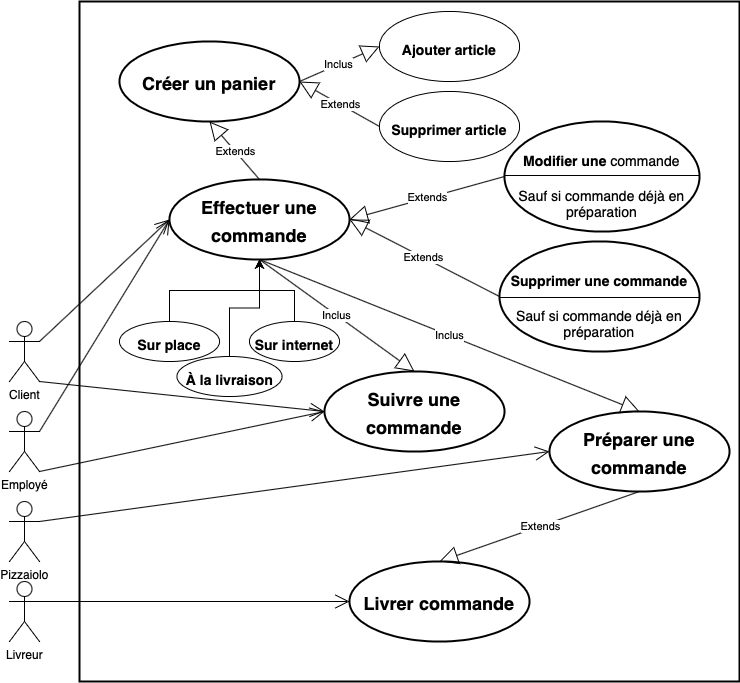 Créer un panier
Inclus
Ajouter article
Extends
Supprimer article
Extends
Effectuer une
commande
Extends
Modifier une commande
Sauf si commande déjà en
préparation
Extends
Supprimer une commande
Sauf si commande déjà en
préparation
Sur place
Sur internet
À la livraison
Inclus
Inclus
Client
Suivre une
commande
Préparer une
commande
Employé
Extends
Pizzaiolo
Livrer commande
Livreur